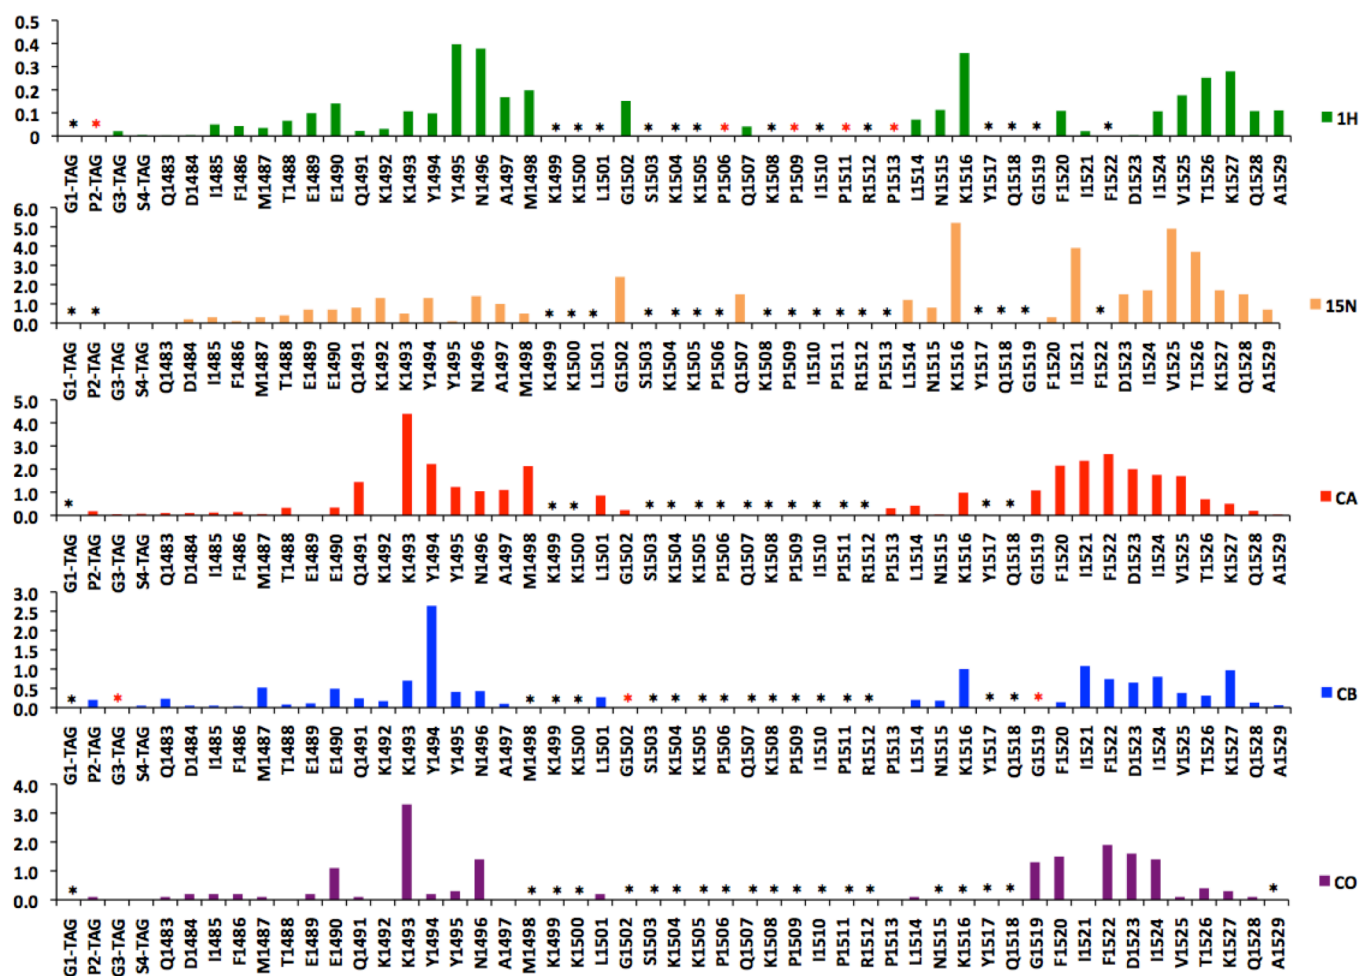 0.5
0.4
0.3
0.2
0.1
0
* * * * * * * * * * * * * * * * * * *
1H
G1-TAG P2-TAG G3-TAG S4-TAG Q1483 D1484 I1485 F1486 M1487 T1488 E1489 E1490 Q1491 K1492 K1493 Y1494 Y1495 N1496 A1497 M1498 K1499 K1500 L1501 G1502 S1503 K1504 K1505 P1506 Q1507 K1508 P1509 I1510 P1511 R1512 P1513 L1514 N1515 K1516 Y1517 Q1518 G1519 F1520 I1521 F1522 D1523 I1524 V1525 T1526 K1527 Q1528 A1529
6.0
5.0
4.0
3.0
2.0
1.0
0.0
* * * * * * * * * * * * * * * * * * *
15N
G1-TAG P2-TAG G3-TAG S4-TAG Q1483 D1484 I1485 F1486 M1487 T1488 E1489 E1490 Q1491 K1492 K1493 Y1494 Y1495 N1496 A1497 M1498 K1499 K1500 L1501 G1502 S1503 K1504 K1505 P1506 Q1507 K1508 P1509 I1510 P1511 R1512 P1513 L1514 N1515 K1516 Y1517 Q1518 G1519 F1520 I1521 F1522 D1523 I1524 V1525 T1526 K1527 Q1528 A1529
5.0
4.0
3.0
2.0
1.0
0.0
* * * * * * * * * * * * * * *
CA
G1-TAG P2-TAG G3-TAG S4-TAG Q1483 D1484 I1485 F1486 M1487 T1488 E1489 E1490 Q1491 K1492 K1493 Y1494 Y1495 N1496 A1497 M1498 K1499 K1500 L1501 G1502 S1503 K1504 K1505 P1506 Q1507 K1508 P1509 I1510 P1511 R1512 P1513 L1514 N1515 K1516 Y1517 Q1518 G1519 F1520 I1521 F1522 D1523 I1524 V1525 T1526 K1527 Q1528 A1529
3.0
2.5
2.0
1.5
1.0
0.5
0.0
* * * * * * * * * * * * * * * * * * *
CB
G1-TAG P2-TAG G3-TAG S4-TAG Q1483 D1484 I1485 F1486 M1487 T1488 E1489 E1490 Q1491 K1492 K1493 Y1494 Y1495 N1496 A1497 M1498 K1499 K1500 L1501 G1502 S1503 K1504 K1505 P1506 Q1507 K1508 P1509 I1510 P1511 R1512 P1513 L1514 N1515 K1516 Y1517 Q1518 G1519 F1520 I1521 F1522 D1523 I1524 V1525 T1526 K1527 Q1528 A1529
4.0
3.0
2.0
1.0
0.0
* * * * * * * * * * * * * * * * * * * *
CO
G1-TAG P2-TAG G3-TAG S4-TAG Q1483 D1484 I1485 F1486 M1487 T1488 E1489 E1490 Q1491 K1492 K1493 Y1494 Y1495 N1496 A1497 M1498 K1499 K1500 L1501 G1502 S1503 K1504 K1505 P1506 Q1507 K1508 P1509 I1510 P1511 R1512 P1513 L1514 N1515 K1516 Y1517 Q1518 G1519 F1520 I1521 F1522 D1523 I1524 V1525 T1526 K1527 Q1528 A1529